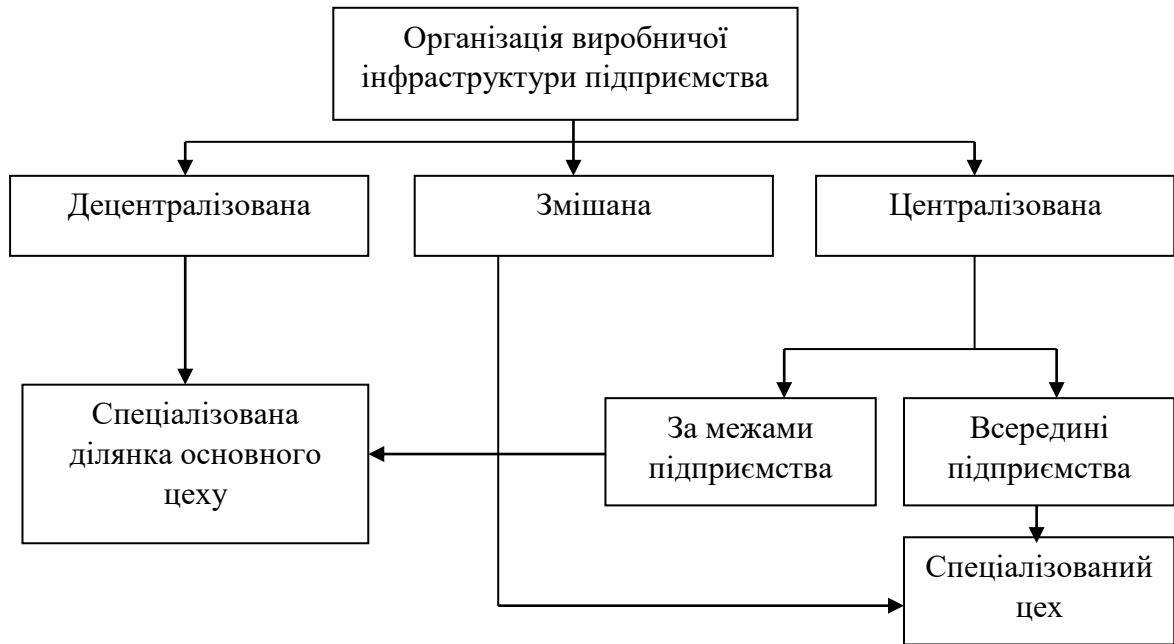 Організація виробничої
інфраструктури підприємства
Децентралізована
Змішана
Централізована
Спеціалізована
ділянка основного
цеху
За межами
підприємства
Всередині
підприємства
Спеціалізований
цех